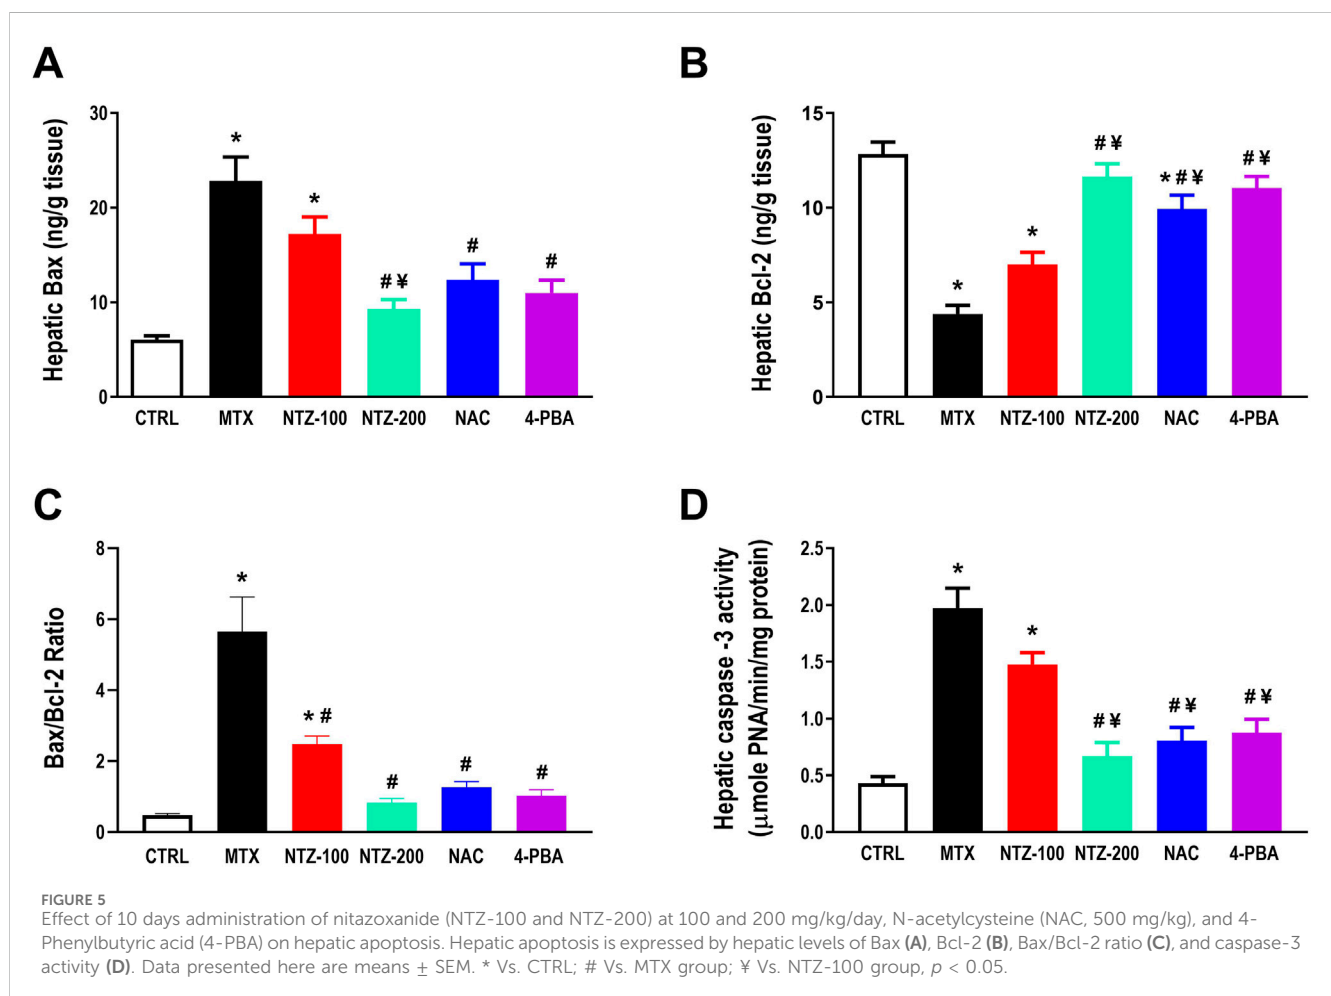 A
Hepatic Bax (ng/g tissue)
30
20
10
0
*
*
# ¥
#
#
CTRL MTX NTZ-100 NTZ-200 NAC 4-PBA
B
Hepatic Bcl-2 (ng/g tissue)
15
10
5
0
*
*
# ¥
* # ¥
# ¥
CTRL MTX NTZ-100 NTZ-200 NAC 4-PBA
C
Bax/Bcl-2 Ratio
8
6
4
2
0
*
* #
#
#
#
CTRL MTX NTZ-100 NTZ-200 NAC 4-PBA
D
Hepatic caspase -3 activity
(μmole PNA/min/mg protein)
2.5
2.0
1.5
1.0
0.5
0.0
*
*
# ¥
# ¥
# ¥
CTRL MTX NTZ-100 NTZ-200 NAC 4-PBA
FIGURE 5
Effect of 10 days administration of nitazoxanide (NTZ-100 and NTZ-200) at 100 and 200 mg/kg/day, N-acetylcysteine (NAC, 500 mg/kg), and 4-
Phenylbutyric acid (4-PBA) on hepatic apoptosis. Hepatic apoptosis is expressed by hepatic levels of Bax (A), Bcl-2 (B), Bax/Bcl-2 ratio (C), and caspase-3
activity (D). Data presented here are means ± SEM. * Vs. CTRL; # Vs. MTX group; ¥ Vs. NTZ-100 group, p < 0.05.